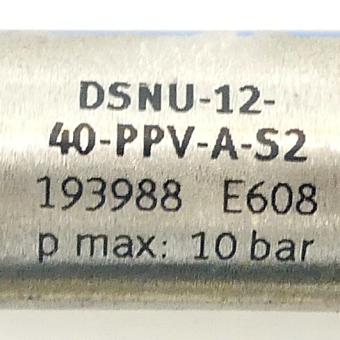 DSNU-12-
40-PPV-A-S2
193988 E608
p max: 10 bar